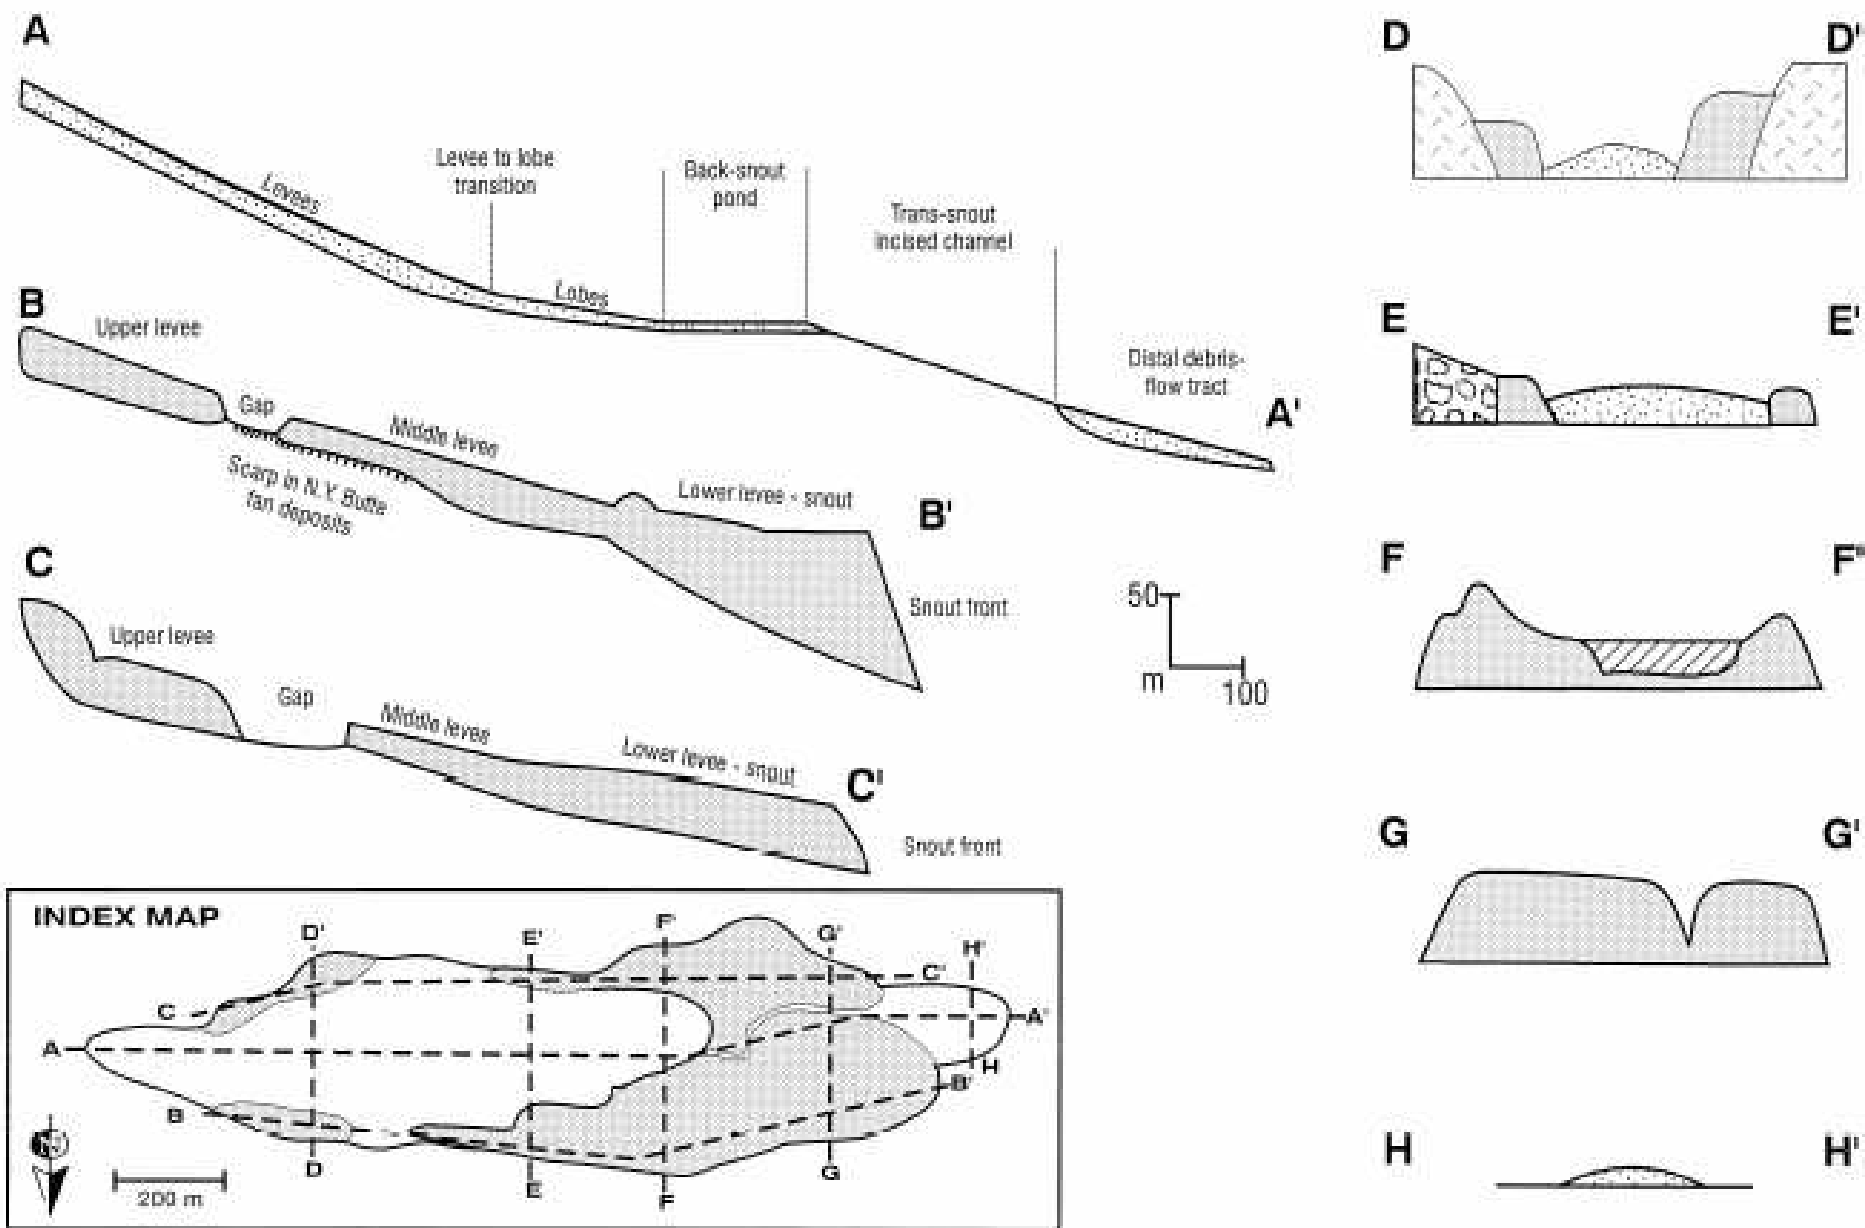 A
Levees
Levee to lobe
transition
Lobes
Back-snout
pond
Trans-snout
incised channel
Distal debris-
flow tract
A'
B
Upper levee
Gap
Middle levee
Scarp in N.Y. Butte
fan deposits
Lower levee - snout
B'
Snout front
C
Upper levee
Gap
Middle levee
Lower levee - snout
C'
Snout front
50
m
100
D
D'
E
E'
F
F'
G
G'
H
H'
INDEX MAP
D'
E'
F'
G'
H'
C
C'
A
A'
B
B'
H
D
E
F
G
200 m